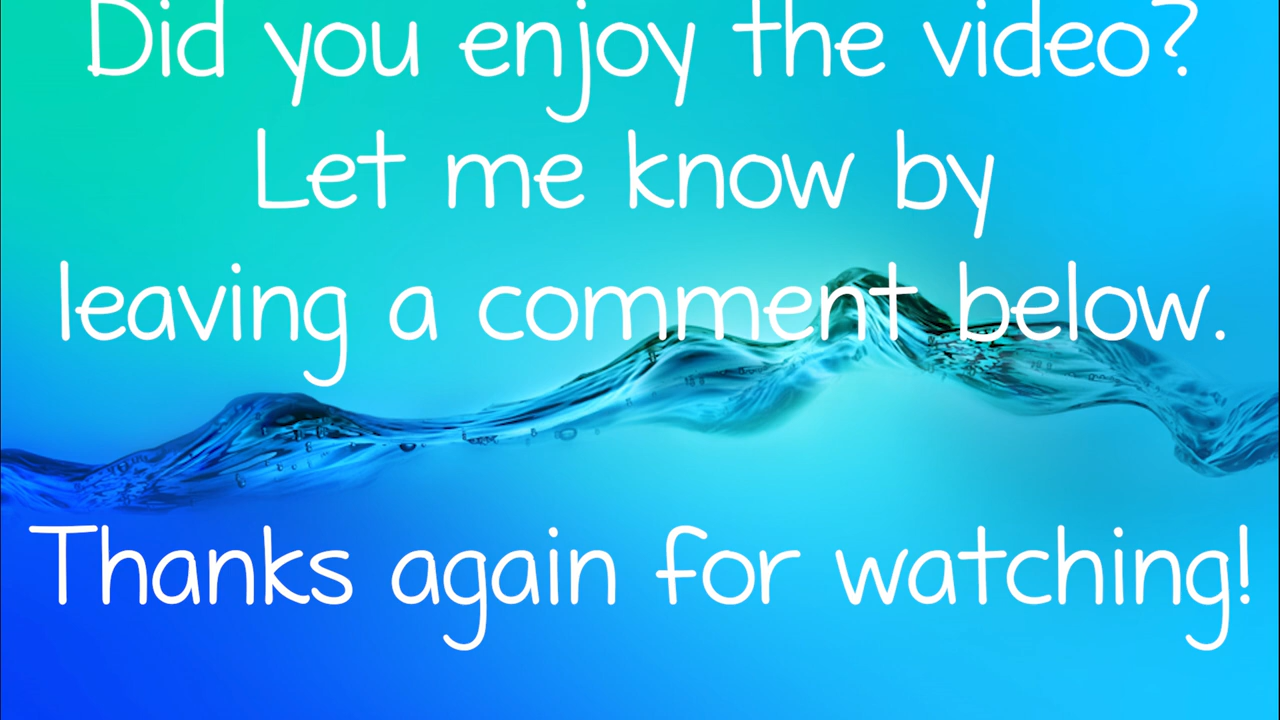 Did you enjoy the video?
Let me know by
leaving a comment below.
Thanks again for watching!